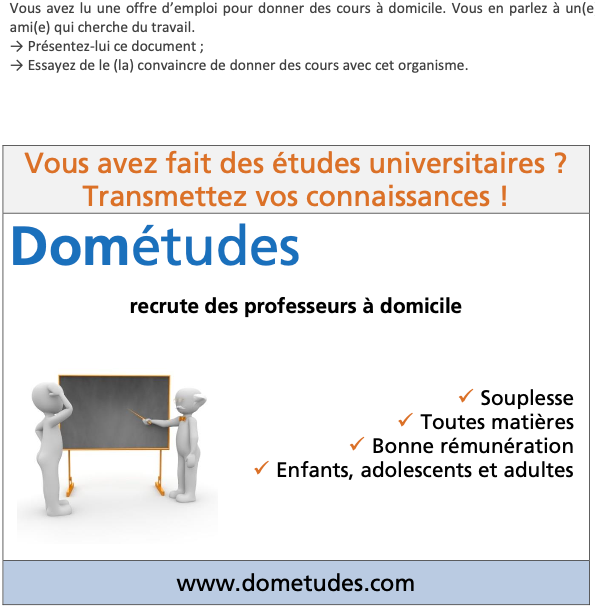 Vous avez lu une offre d’emploi pour donner des cours à domicile. Vous en parlez à un(e
ami(e) qui cherche du travail.
→ Présentez-lui ce document ;
→ Essayez de le (la) convaincre de donner des cours avec cet organisme.
Vous avez fait des études universitaires ?
Transmettez vos connaissances !
Dométudes
recrute des professeurs à domicile
✓ Souplesse
✓ Toutes matières
✓ Bonne rémunération
✓ Enfants, adolescents et adultes
www.dometudes.com